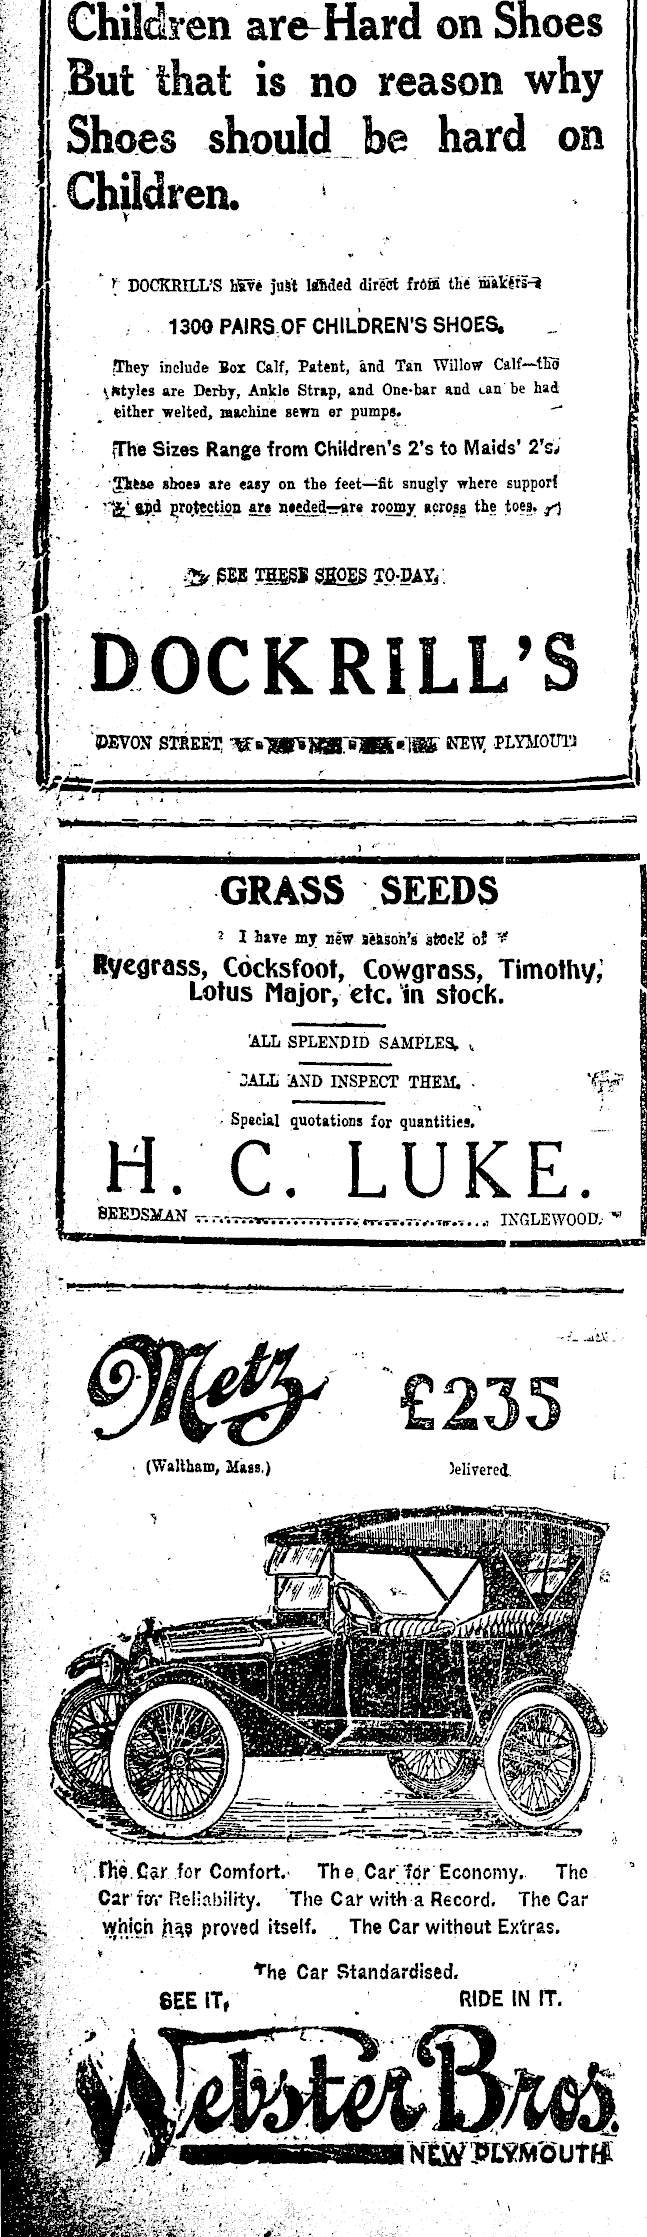 Children are Hard on Shoes
But that is no reason why
Shoes should be hard on
Children.
DOCKRILL'S have just landed direct from the makers—
1300 PAIRS OF CHILDREN'S SHOES.
They include Box Calf, Patent, and Tan Willow Calf—the
styles are Derby, Ankle Strap, and One-bar and can be had
either welted, machine sewn or pumps.
The Sizes Range from Children's 2's to Maids' 2's.
These shoes are easy on the feet—fit snugly where support
and protection are needed—are roomy across the toes.
SEE THESE SHOES TO-DAY.
DOCKRILL'S
DEVON STREET NEW PLYMOUTH
GRASS SEEDS
I have my new season's stock of
Ryegrass, Cocksfoot, Cowgrass, Timothy,
Lotus Major, etc. in stock.
ALL SPLENDID SAMPLES.
CALL AND INSPECT THEM.
Special quotations for quantities.
H. C. LUKE.
SEEDSMAN .......................................... INGLEWOOD.
Metz £235
(Waltham, Mass.) Delivered
The Car for Comfort. The Car for Economy. The
Car for Reliability. The Car with a Record. The Car
which has proved itself. The Car without Extras.
The Car Standardised.
SEE IT, RIDE IN IT.
Webster Bros.
NEW PLYMOUTH